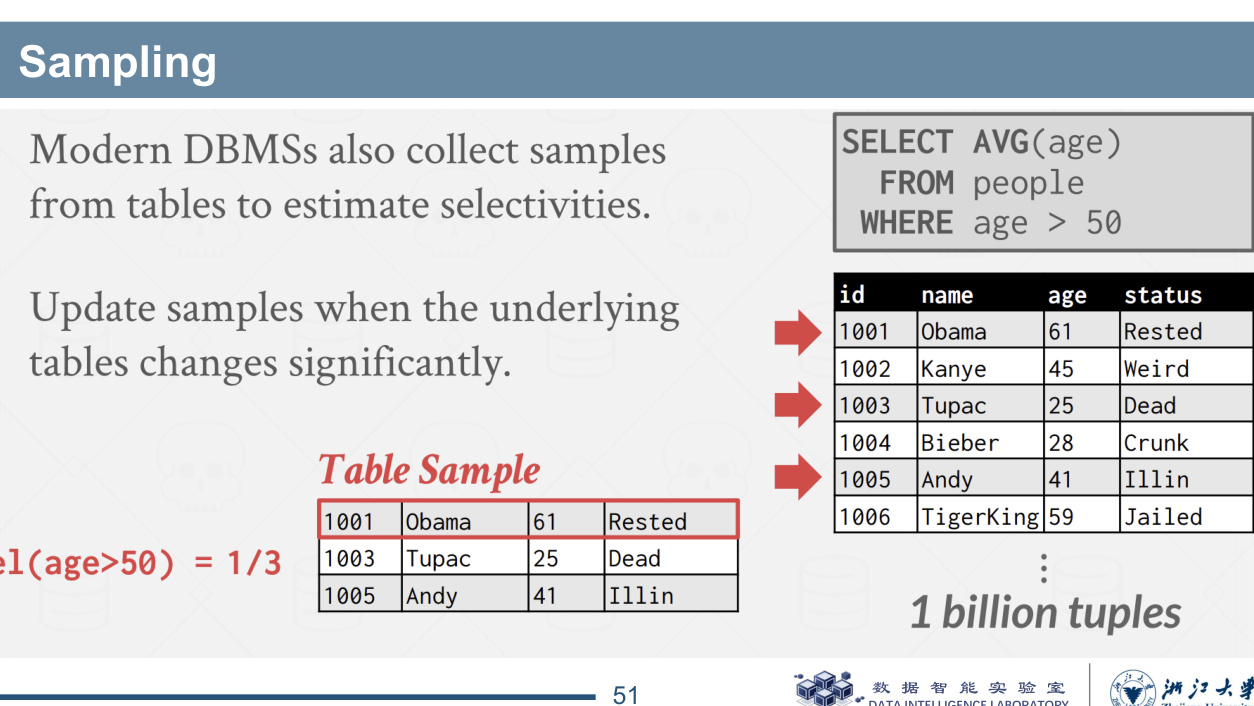 Sampling
Modern DBMSs also collect samples
from tables to estimate selectivities.
Update samples when the underlying
tables changes significantly.
SELECT AVG(age)
FROM people
WHERE age > 50
id name age status
1001 Obama 61 Rested
1002 Kanye 45 Weird
1003 Tupac 25 Dead
1004 Bieber 28 Crunk
1005 Andy 41 Illin
1006 TigerKing 59 Jailed
⋮
1 billion tuples
Table Sample
1001 Obama 61 Rested
1003 Tupac 25 Dead
1005 Andy 41 Illin
el(age>50) = 1/3
51
数据智能实验室
DATA INTELLIGENCE LABORATORY
浙江大学